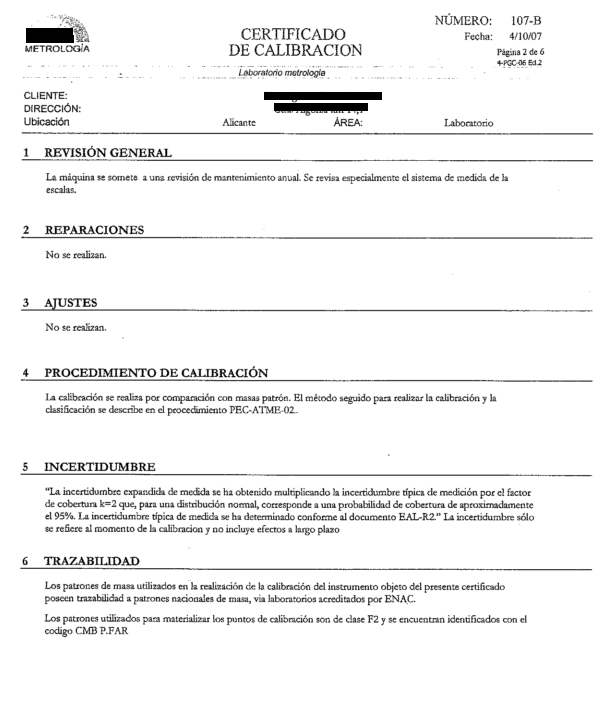 METROLOGÍA
CERTIFICADO
DE CALIBRACION
NÚMERO: 107-B
Fecha: 4/10/07
Página 2 de 6
4-PGC-06 Ed.2
Laboratorio metrología
CLIENTE:
DIRECCIÓN:
Ubicación Alicante ÁREA: Laboratorio
1 REVISIÓN GENERAL
La máquina se somete a una revisión de mantenimiento anual. Se revisa especialmente el sistema de medida de la
escalas.
2 REPARACIONES
No se realizan.
3 AJUSTES
No se realizan.
4 PROCEDIMIENTO DE CALIBRACIÓN
La calibración se realiza por comparación con masas patrón. El método seguido para realizar la calibración y la
clasificación se describe en el procedimiento PEC-ATME-02.
5 INCERTIDUMBRE
"La incertidumbre expandida de medida se ha obtenido multiplicando la incertidumbre típica de medición por el factor
de cobertura k=2 que, para una distribución normal, corresponde a una probabilidad de cobertura de aproximadamente
el 95%. La incertidumbre típica de medida se ha determinado conforme al documento EAL-R2." La incertidumbre sólo
se refiere al momento de la calibracion y no incluye efectos a largo plazo
6 TRAZABILIDAD
Los patrones de masa utilizados en la realización de la calibración del instrumento objeto del presente certificado
poseen trazabilidad a patrones nacionales de masa, via laboratorios acreditados por ENAC.
Los patrones utilizados para materializar los puntos de calibración son de clase F2 y se encuentran identificados con el
codigo CMB P.FAR